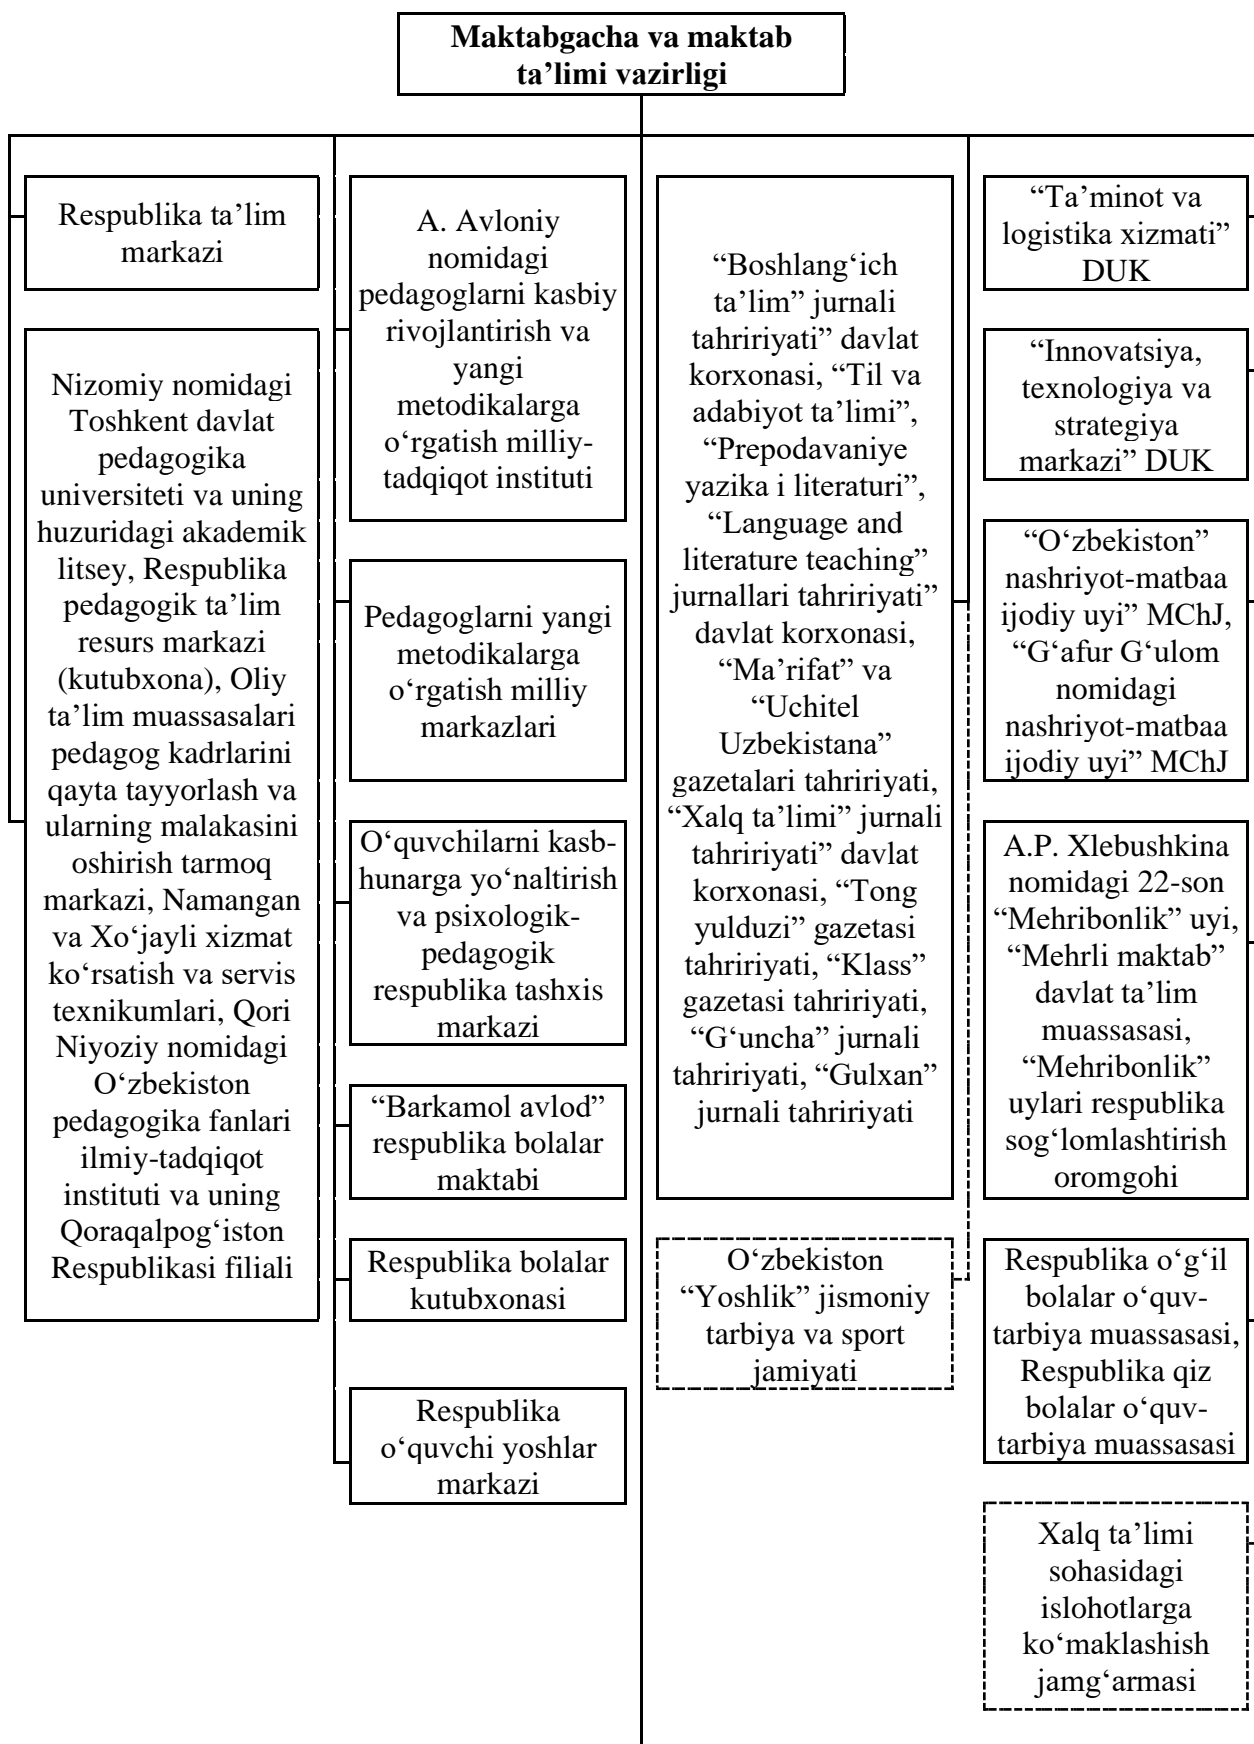 Maktabgacha va maktab
ta’limi vazirligi
Respublika ta’lim
markazi
Nizomiy nomidagi
Toshkent davlat
pedagogika
universiteti va uning
huzuridagi akademik
litsey, Respublika
pedagogik ta’lim
resurs markazi
(kutubxona), Oliy
ta’lim muassasalari
pedagog kadrlarini
qayta tayyorlash va
ularning malakasini
oshirish tarmoq
markazi, Namangan
va Xo‘jayli xizmat
ko‘rsatish va servis
texnikumlari, Qori
Niyoziy nomidagi
O‘zbekiston
pedagogika fanlari
ilmiy-tadqiqot
instituti va uning
Qoraqalpog‘iston
Respublikasi filiali
A. Avloniy
nomidagi
pedagoglarni kasbiy
rivojlantirish va
yangi
metodikalarga
o‘rgatish milliy-
tadqiqot instituti
Pedagoglarni yangi
metodikalarga
o‘rgatish milliy
markazlari
O‘quvchilarni kasb-
hunarga yo‘naltirish
va psixologik-
pedagogik
respublika tashxis
markazi
“Barkamol avlod”
respublika bolalar
maktabi
Respublika bolalar
kutubxonasi
Respublika
o‘quvchi yoshlar
markazi
“Boshlang‘ich
ta’lim” jurnali
tahririyati” davlat
korxonasi, “Til va
adabiyot ta’limi”,
“Prepodavaniye
yazika i literaturi”,
“Language and
literature teaching”
jurnallari tahririyati”
davlat korxonasi,
“Ma’rifat” va
“Uchitel
Uzbekistana”
gazetalari tahririyati,
“Xalq ta’limi” jurnali
tahririyati” davlat
korxonasi, “Tong
yulduzi” gazetasi
tahririyati, “Klass”
gazetasi tahririyati,
“G‘uncha” jurnali
tahririyati, “Gulxan”
jurnali tahririyati
O‘zbekiston
“Yoshlik” jismoniy
tarbiya va sport
jamiyati
“Ta’minot va
logistika xizmati”
DUK
“Innovatsiya,
texnologiya va
strategiya
markazi” DUK
“O‘zbekiston”
nashriyot-matbaa
ijodiy uyi” MChJ,
“G‘afur G‘ulom
nomidagi
nashriyot-matbaa
ijodiy uyi” MChJ
A.P. Xlebushkina
nomidagi 22-son
“Mehribonlik” uyi,
“Mehrli maktab”
davlat ta’lim
muassasasi,
“Mehribonlik”
uylari respublika
sog‘lomlashtirish
oromgohi
Respublika o‘g‘il
bolalar o‘quv-
tarbiya muassasasi,
Respublika qiz
bolalar o‘quv-
tarbiya muassasasi
Xalq ta’limi
sohasidagi
islohotlarga
ko‘maklashish
jamg‘armasi